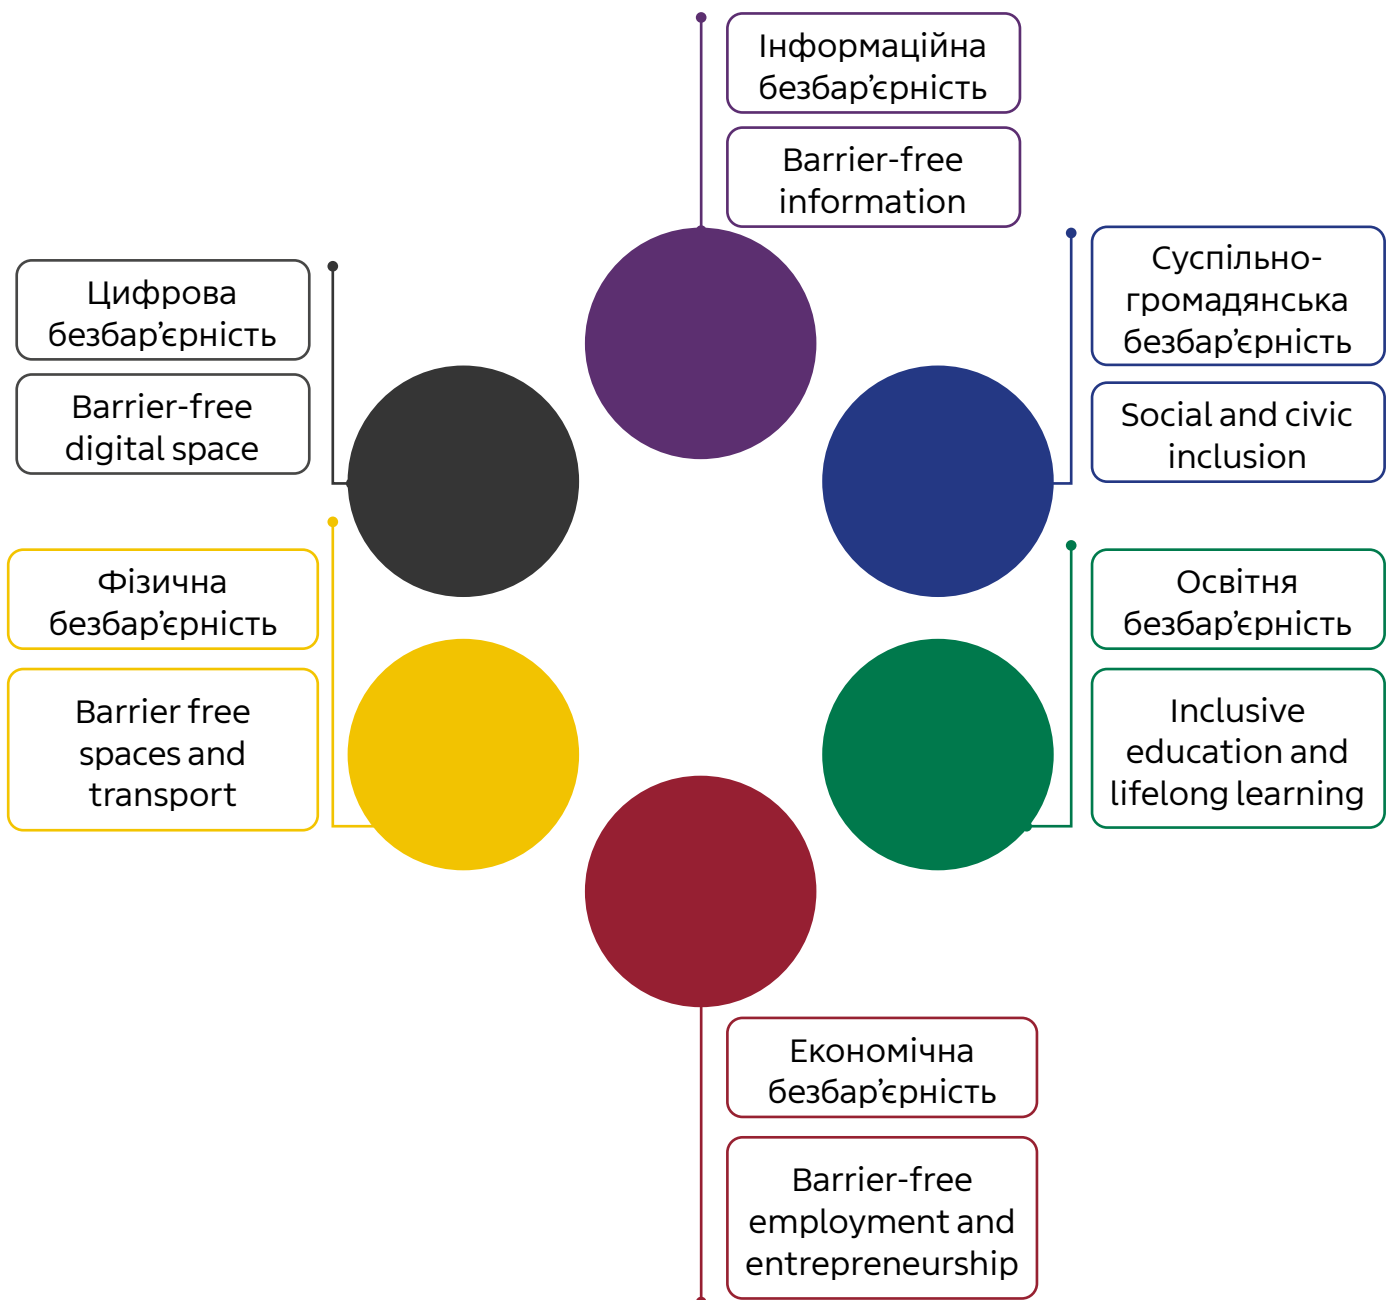 Інформаційна
безбар’єрність
Barrier-free
information
Суспільно-
громадянська
безбар’єрність
Social and civic
inclusion
Цифрова
безбар’єрність
Barrier-free
digital space
Фізична
безбар’єрність
Barrier free
spaces and
transport
Освітня
безбар’єрність
Inclusive
education and
lifelong learning
Економічна
безбар’єрність
Barrier-free
employment and
entrepreneurship